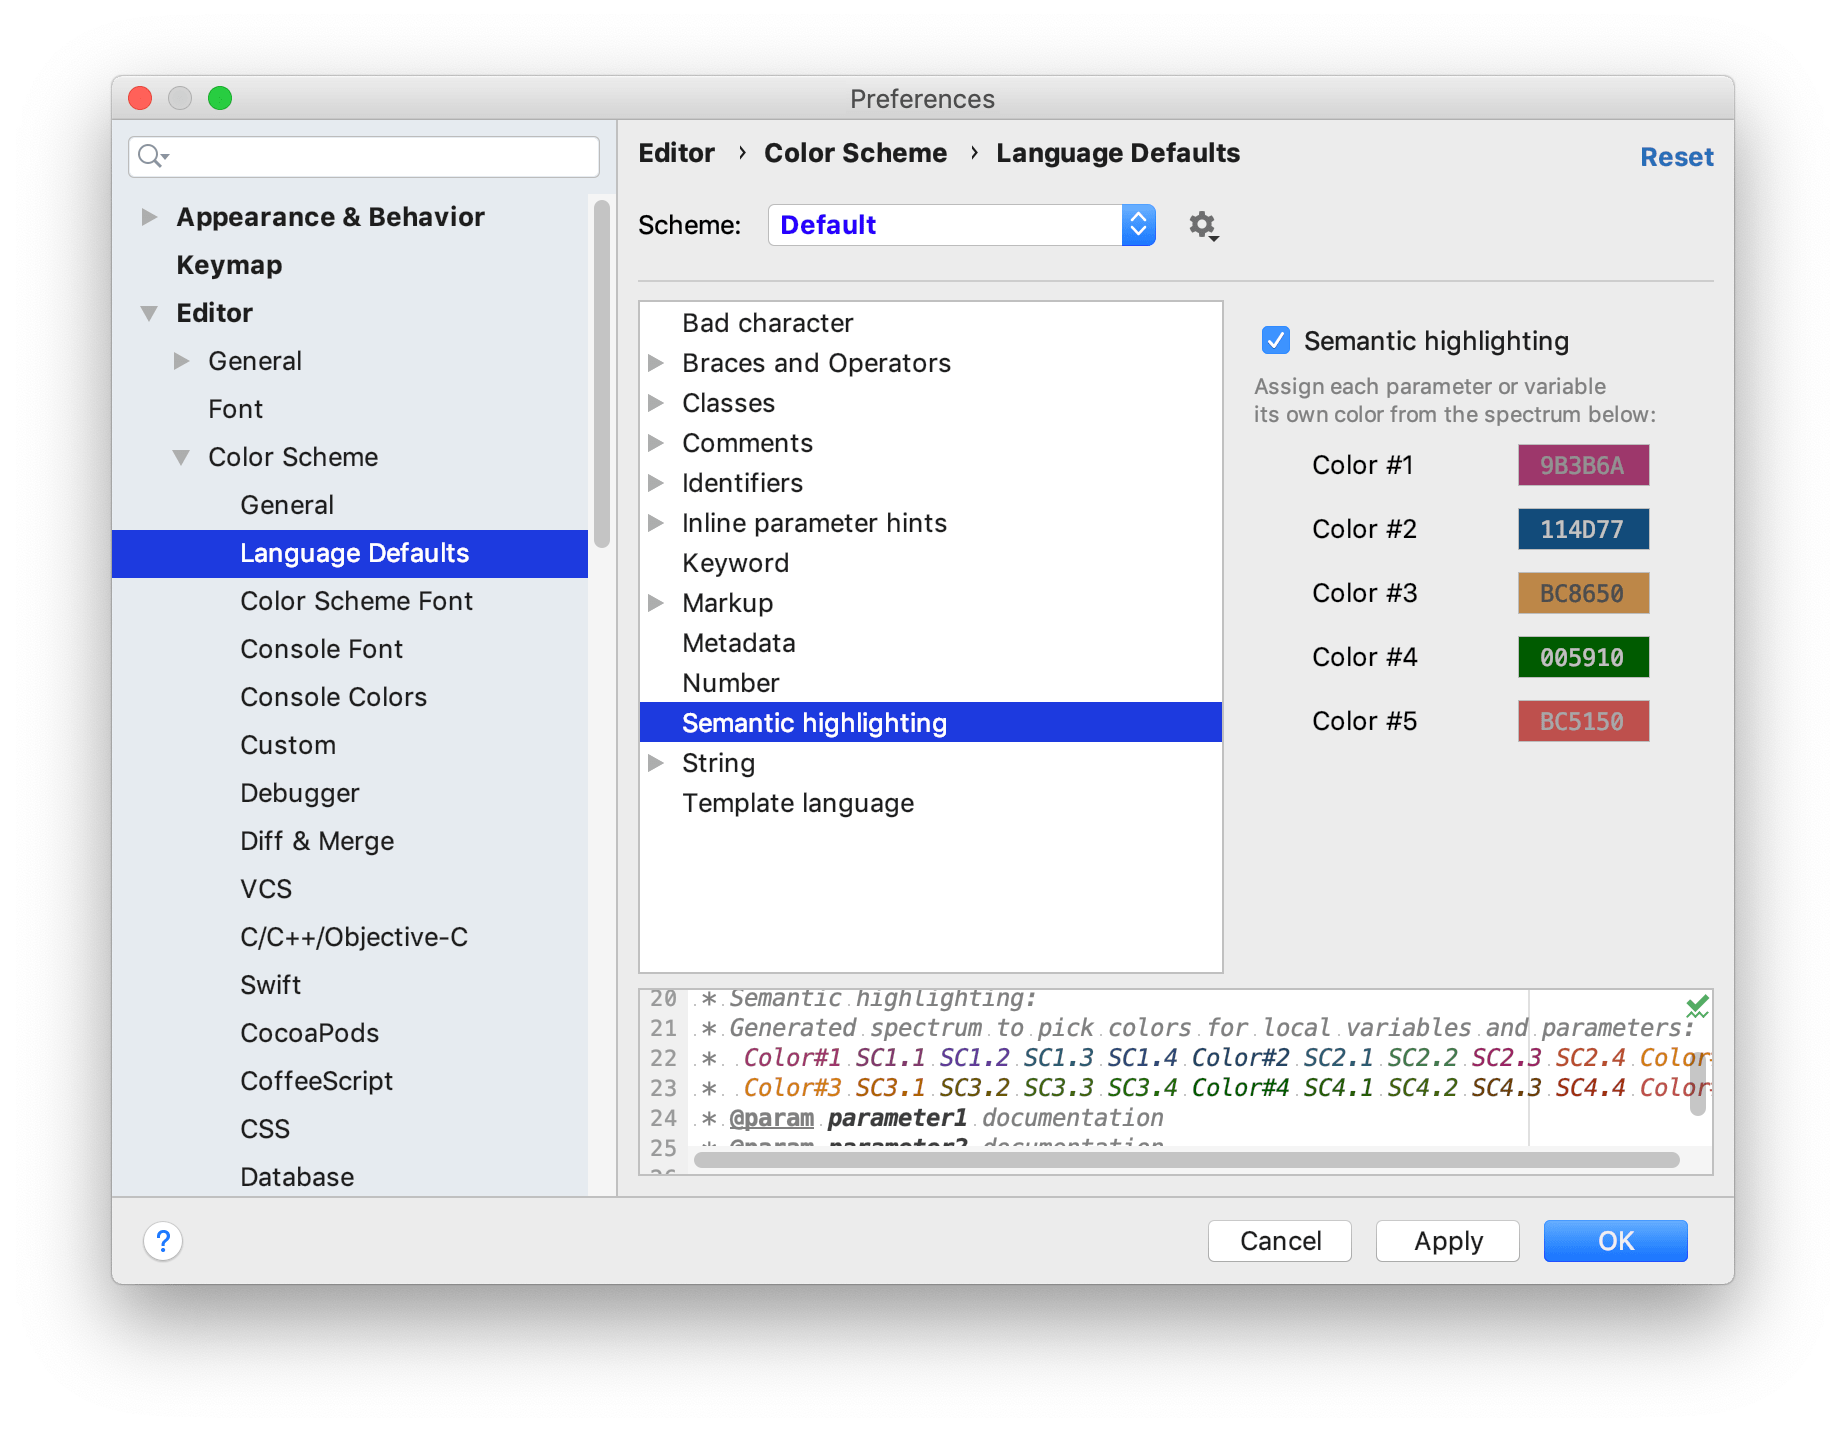 Preferences
Appearance & Behavior
Keymap
Editor
General
Font
Color Scheme
General
Language Defaults
Color Scheme Font
Console Font
Console Colors
Custom
Debugger
Diff & Merge
VCS
C/C++/Objective-C
Swift
CocoaPods
CoffeeScript
CSS
Database
Editor › Color Scheme › Language Defaults
Reset
Scheme: Default
Bad character
Braces and Operators
Classes
Comments
Identifiers
Inline parameter hints
Keyword
Markup
Metadata
Number
Semantic highlighting
String
Template language
Semantic highlighting
Assign each parameter or variable
its own color from the spectrum below:
Color #1 9B3B6A
Color #2 114D77
Color #3 BC8650
Color #4 005910
Color #5 BC5150
20 * Semantic highlighting:
21 * Generated spectrum to pick colors for local variables and parameters:
22 * Color#1 SC1.1 SC1.2 SC1.3 SC1.4 Color#2 SC2.1 SC2.2 SC2.3 SC2.4 Color#
23 * Color#3 SC3.1 SC3.2 SC3.3 SC3.4 Color#4 SC4.1 SC4.2 SC4.3 SC4.4 Color#
24 * @param parameter1 documentation
25 * @param parameter2 documentation
? Cancel Apply OK